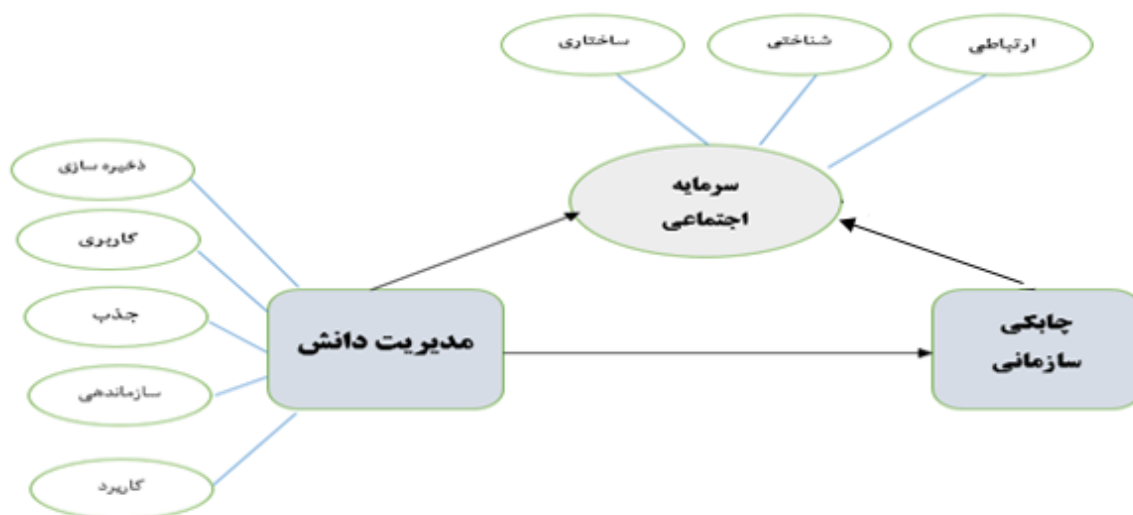 ارتباطی
شناختی
ساختاری
سرمایه
اجتماعی
ذخیره سازی
کاربری
جذب
سازماندهی
کاربرد
مدیریت دانش
چابکی
سازمانی